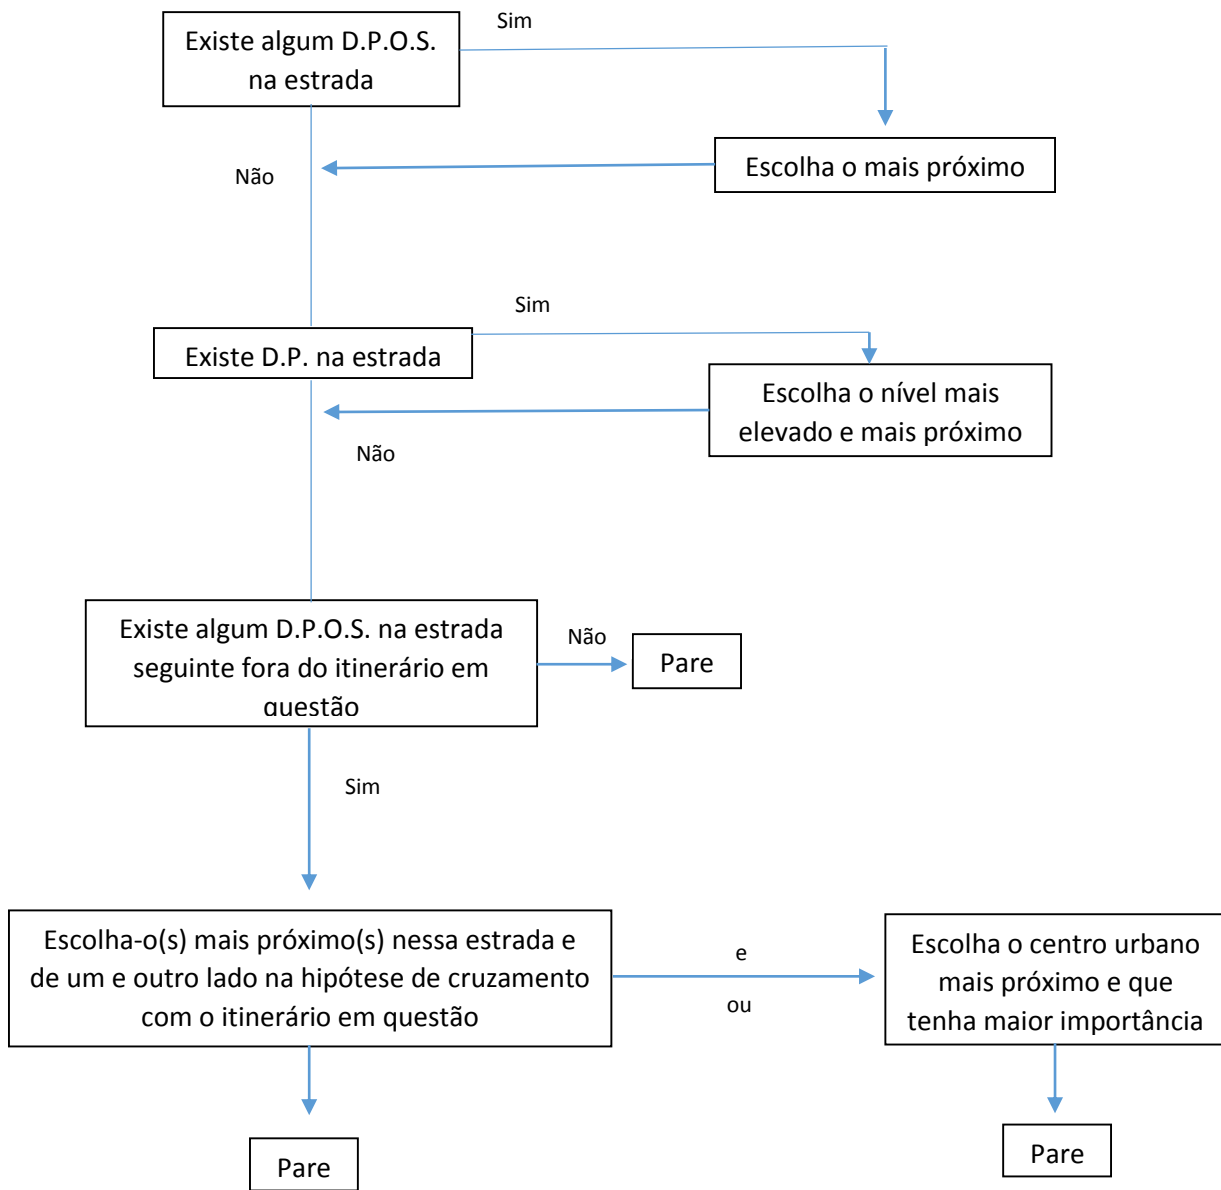 Sim
Existe algum D.P.O.S.
na estrada
Não
Escolha o mais próximo
Sim
Existe D.P. na estrada
Escolha o nível mais
elevado e mais próximo
Não
Existe algum D.P.O.S. na estrada
seguinte fora do itinerário em
questão
Não
Pare
Sim
Escolha-o(s) mais próximo(s) nessa estrada e
de um e outro lado na hipótese de cruzamento
com o itinerário em questão
e
ou
Escolha o centro urbano
mais próximo e que
tenha maior importância
Pare
Pare